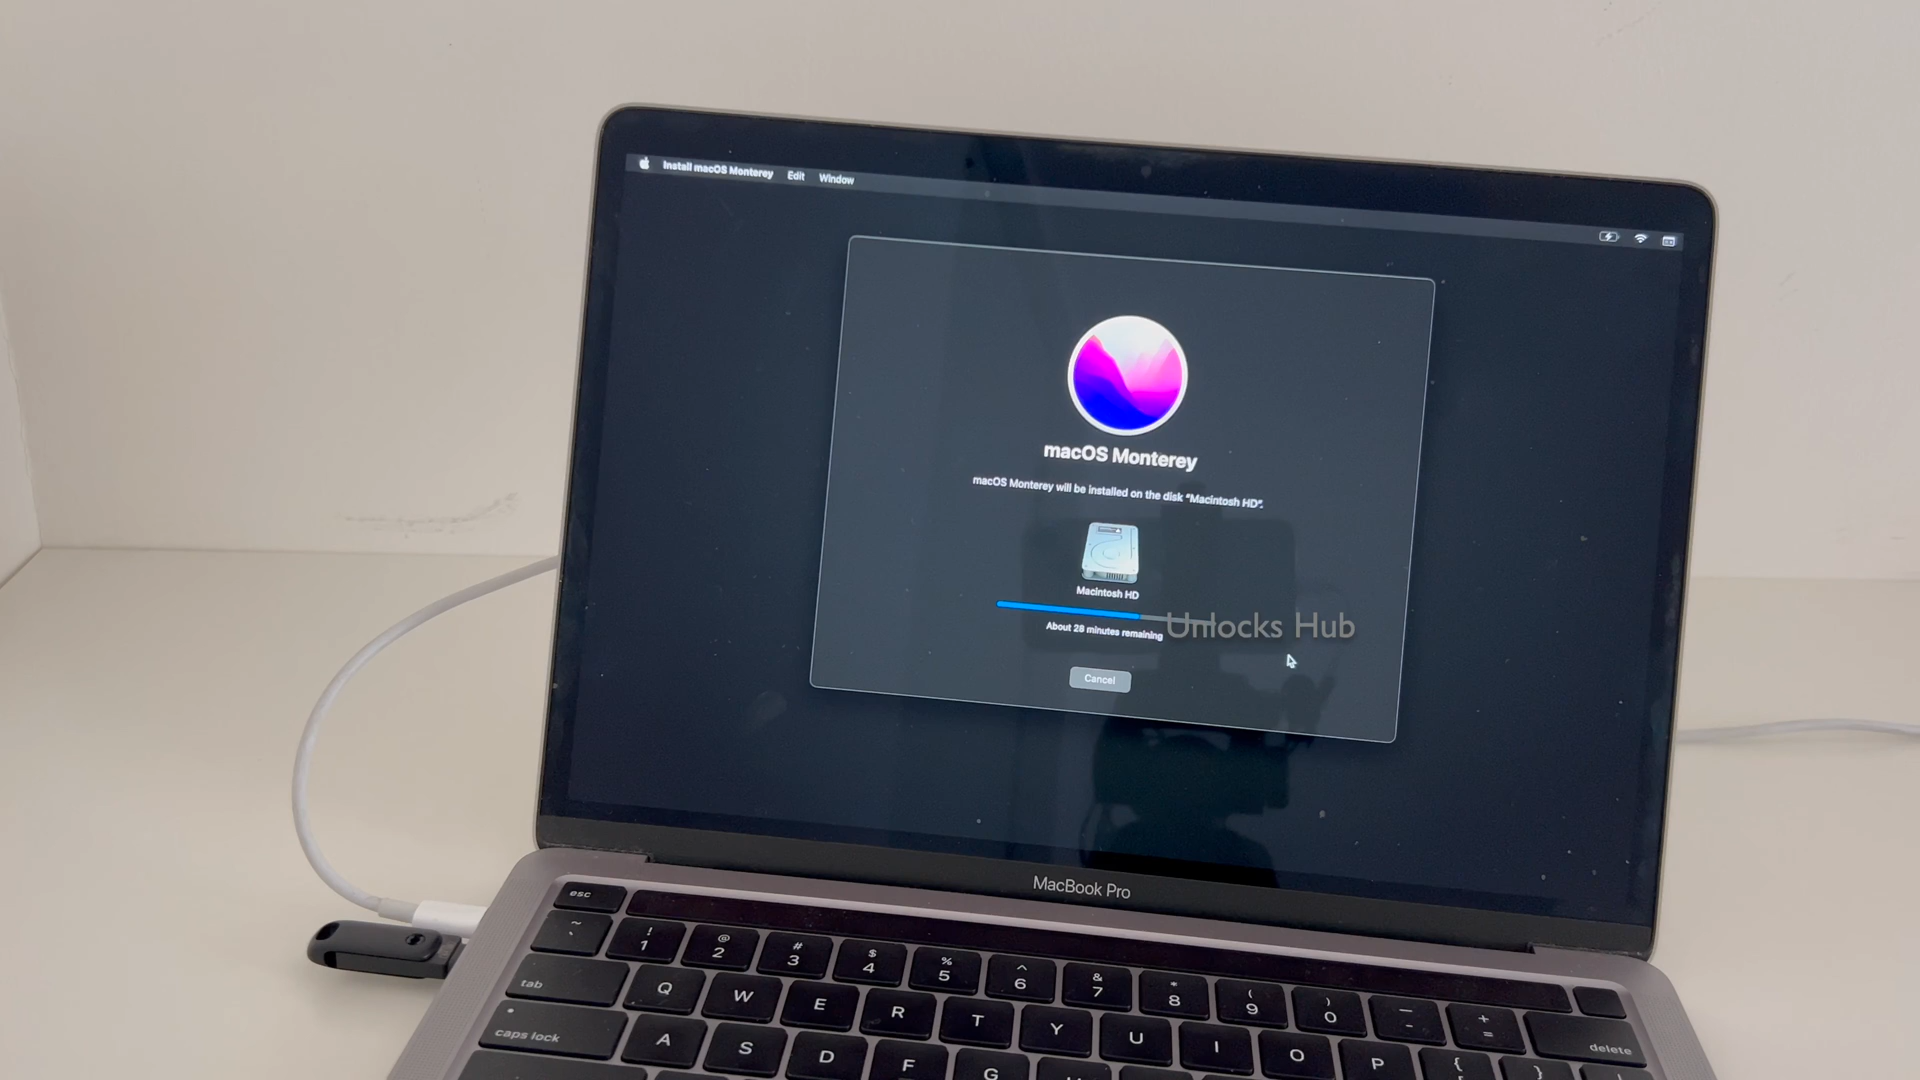 Install macOS Monterey Edit Window
macOS Monterey
macOS Monterey will be installed on the disk “Macintosh HD”.
Macintosh HD
About 28 minutes remaining
Unlocks Hub
Cancel
MacBook Pro
esc
~ ! @ # $ % ^ & * ( ) _ +
` 1 2 3 4 5 6 7 8 9 0 - =
delete
tab Q W E R T Y U I O P {
caps lock A S D F G